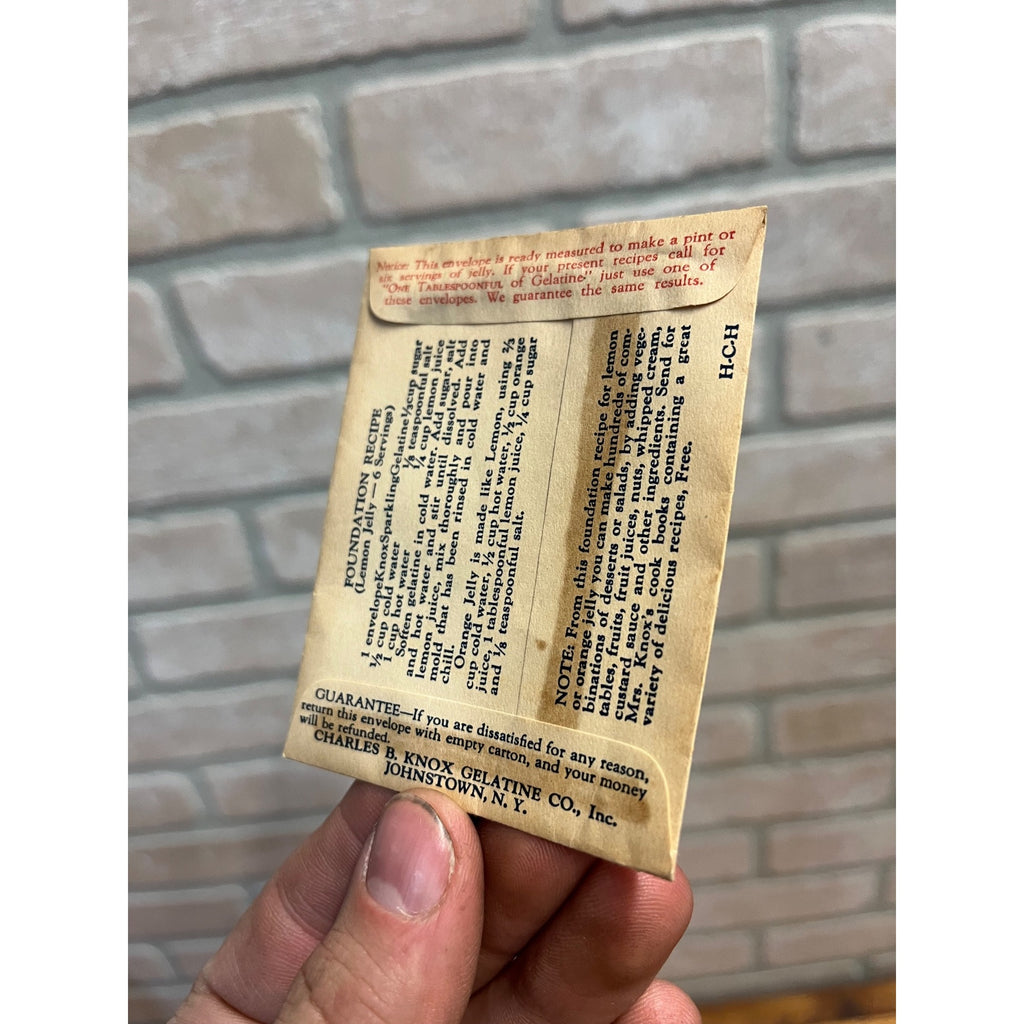 Notice: This envelope is ready measured to make a pint or
six servings of jelly. If your present recipes call for
"ONE TABLESPOONFUL of Gelatine," just use one of
these envelopes. We guarantee the same results.
FOUNDATION RECIPE
(Lemon Jelly—6 Servings)
1 envelope Knox Sparkling Gelatine ⅓ cup sugar
½ cup cold water ⅛ teaspoonful salt
1 cup hot water ¼ cup lemon juice
Soften gelatine in cold water. Add sugar, salt
and hot water and stir until dissolved. Add
lemon juice, mix thoroughly and pour into
mold that has been rinsed in cold water and
chill.
Orange Jelly is made like Lemon, using ⅔
cup cold water, ½ cup hot water, ½ cup orange
juice, 1 tablespoonful lemon juice, ¼ cup sugar
and ⅛ teaspoonful salt.
NOTE: From this foundation recipe for lemon
or orange jelly you can make hundreds of com-
binations of desserts or salads, by adding vege-
tables, fruits, fruit juices, nuts, whipped cream,
custard sauce and other ingredients. Send for
Mrs. Knox's cook books containing a great
variety of delicious recipes, Free.
H-C-H
GUARANTEE—If you are dissatisfied for any reason,
return this envelope with empty carton, and your money
will be refunded.
CHARLES B. KNOX GELATINE CO., Inc.
JOHNSTOWN, N. Y.